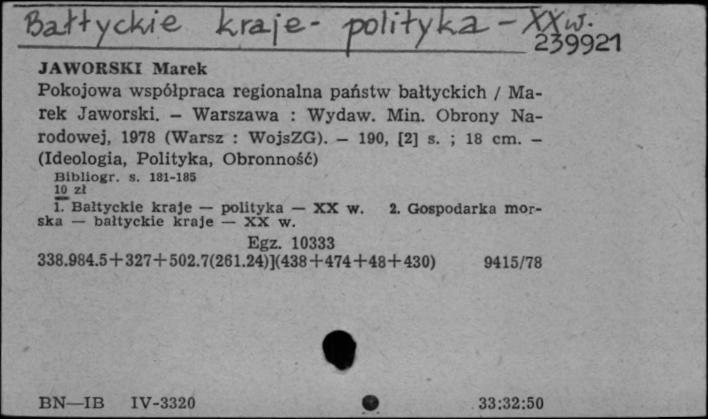 Bałtyckie kraje - polityka - XX w.
239921
JAWORSKI Marek
Pokojowa współpraca regionalna państw bałtyckich / Ma-
rek Jaworski. — Warszawa : Wydaw. Min. Obrony Na-
rodowej, 1978 (Warsz : WojsZG). — 190, [2] s. ; 18 cm. —
(Ideologia, Polityka, Obronność)
Bibliogr. s. 181-185
10 zł
1. Bałtyckie kraje — polityka — XX w. 2. Gospodarka mor-
ska — bałtyckie kraje — XX w.
Egz. 10333
338.984.5+327+502.7(261.24)](438+474+48+430) 9415/78
BN—IB IV-3320 33:32:50